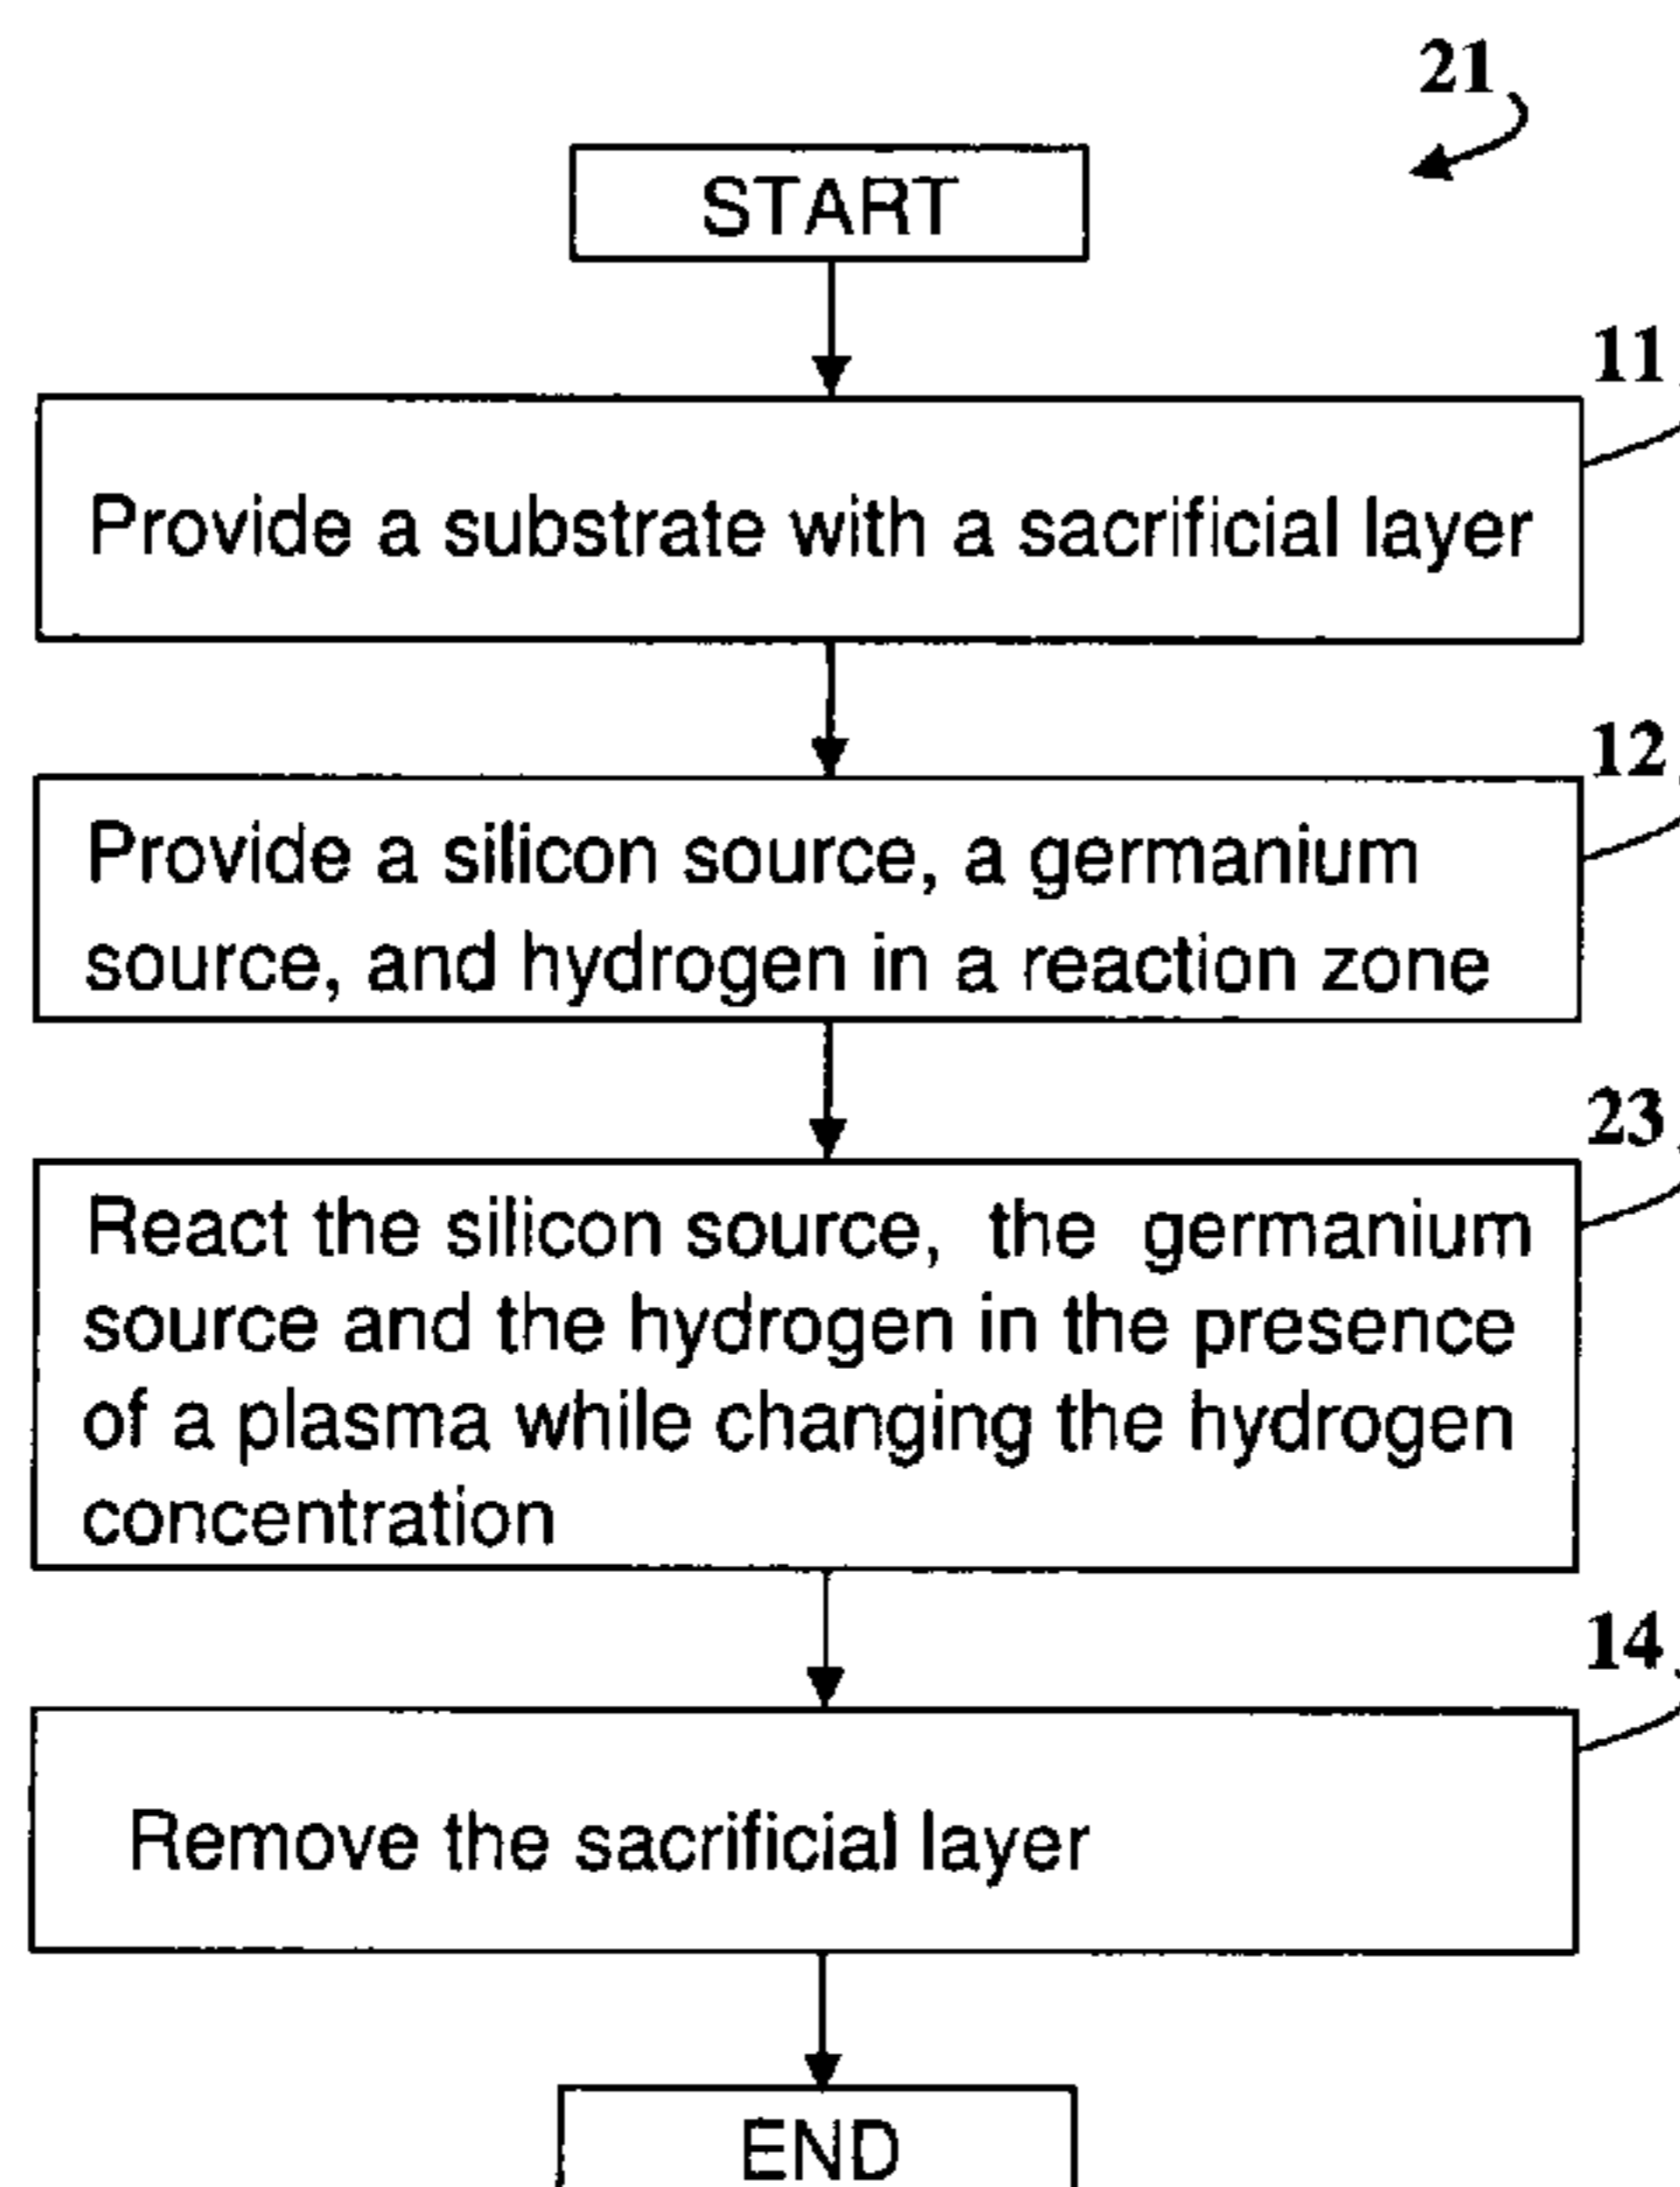 21
START
11
Provide a substrate with a sacrificial layer
12
Provide a silicon source, a germanium
source, and hydrogen in a reaction zone
23
React the silicon source, the germanium
source and the hydrogen in the presence
of a plasma while changing the hydrogen
concentration
14
Remove the sacrificial layer
END